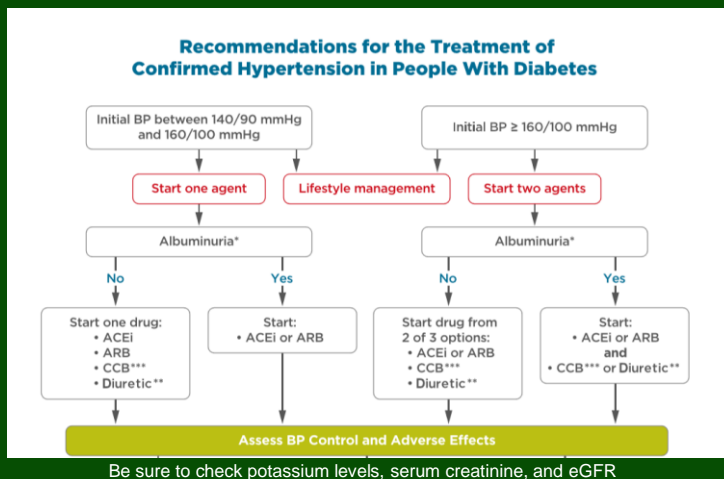 Recommendations for the Treatment of
Confirmed Hypertension in People With Diabetes
Initial BP between 140/90 mmHg
and 160/100 mmHg
Initial BP ≥ 160/100 mmHg
Start one agent
Lifestyle management
Start two agents
Albuminuria*
Albuminuria*
No
Yes
No
Yes
Start one drug:
• ACEi
• ARB
• CCB***
• Diuretic**
Start:
• ACEi or ARB
Start drug from
2 of 3 options:
• ACEi or ARB
• CCB***
• Diuretic**
Start:
• ACEi or ARB
and
• CCB*** or Diuretic**
Assess BP Control and Adverse Effects
Be sure to check potassium levels, serum creatinine, and eGFR